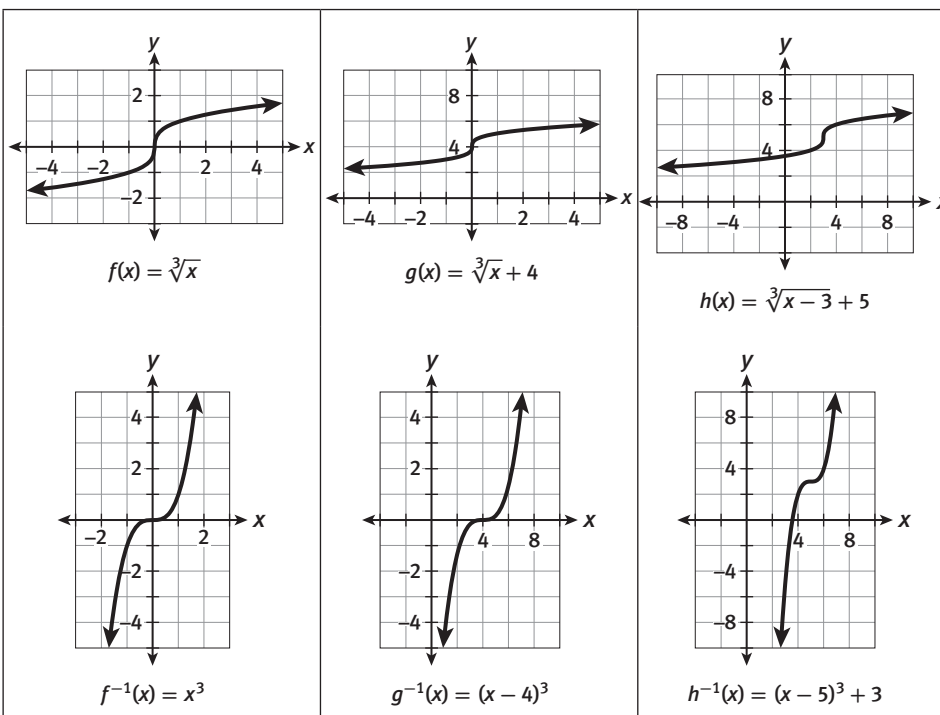 y
2
x
−4
−2
2
4
−2
f(x) = ∛x
y
8
4
x
−4
−2
2
4
g(x) = ∛x + 4
y
8
4
−8
−4
4
8
h(x) = ∛(x − 3) + 5
y
4
2
x
−2
2
−2
−4
f⁻¹(x) = x³
y
4
2
x
4
8
−2
−4
g⁻¹(x) = (x − 4)³
y
8
4
x
4
8
−4
−8
h⁻¹(x) = (x − 5)³ + 3